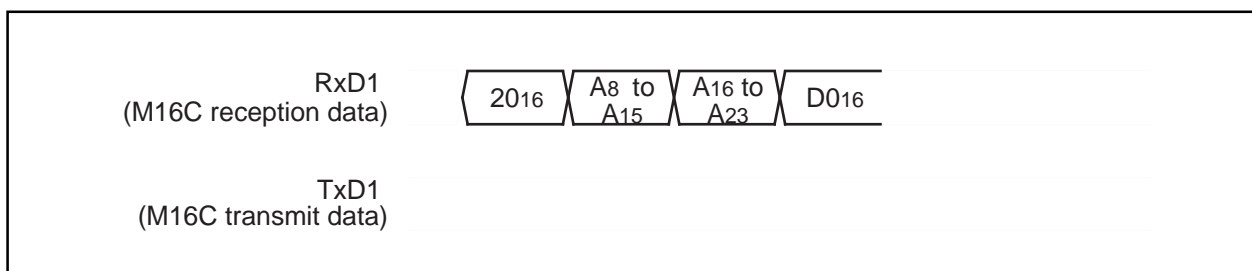 RxD1
(M16C reception data)
2016
A8 to
A15
A16 to
A23
D016
TxD1
(M16C transmit data)